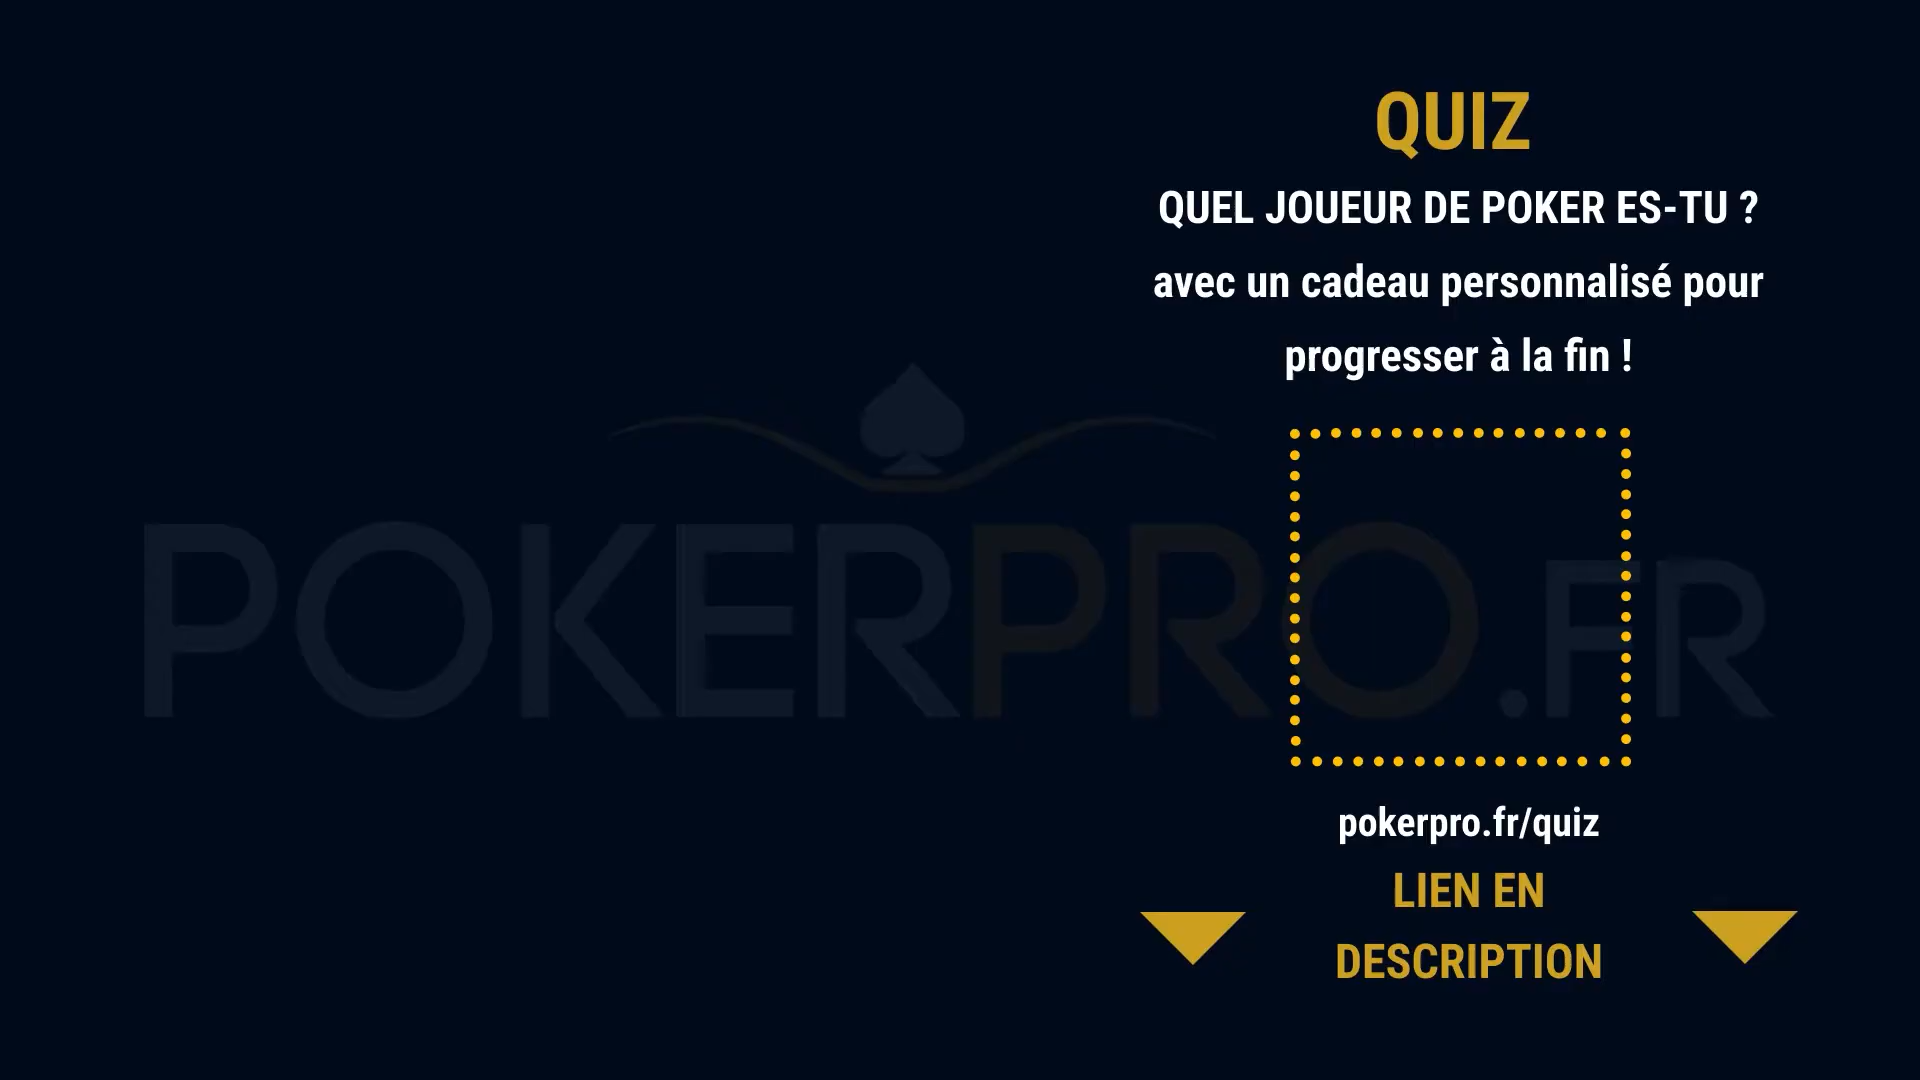 QUIZ
QUEL JOUEUR DE POKER ES-TU ?
avec un cadeau personnalisé pour
progresser à la fin !
POKERPRO.FR
pokerpro.fr/quiz
LIEN EN
DESCRIPTION